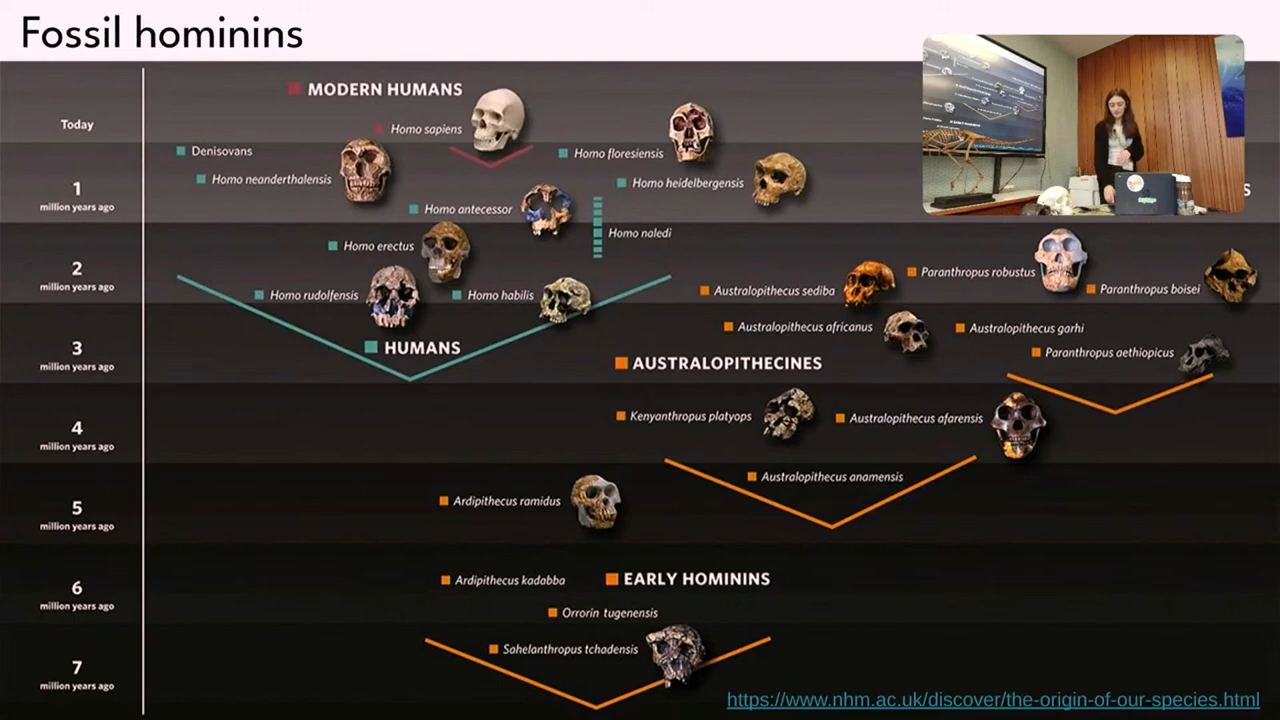 Fossil hominins
MODERN HUMANS
Today
Homo sapiens
Denisovans
Homo floresiensis
1
million years ago
Homo neanderthalensis
Homo heidelbergensis
Homo antecessor
Homo naledi
Homo erectus
2
million years ago
Homo rudolfensis
Homo habilis
Australopithecus sediba
Paranthropus robustus
Paranthropus boisei
Australopithecus africanus
Australopithecus garhi
3
million years ago
HUMANS
AUSTRALOPITHECINES
Paranthropus aethiopicus
4
million years ago
Kenyanthropus platyops
Australopithecus afarensis
Australopithecus anamensis
5
million years ago
Ardipithecus ramidus
6
million years ago
Ardipithecus kadabba
EARLY HOMININS
Orrorin tugenensis
7
million years ago
Sahelanthropus tchadensis
https://www.nhm.ac.uk/discover/the-origin-of-our-species.html